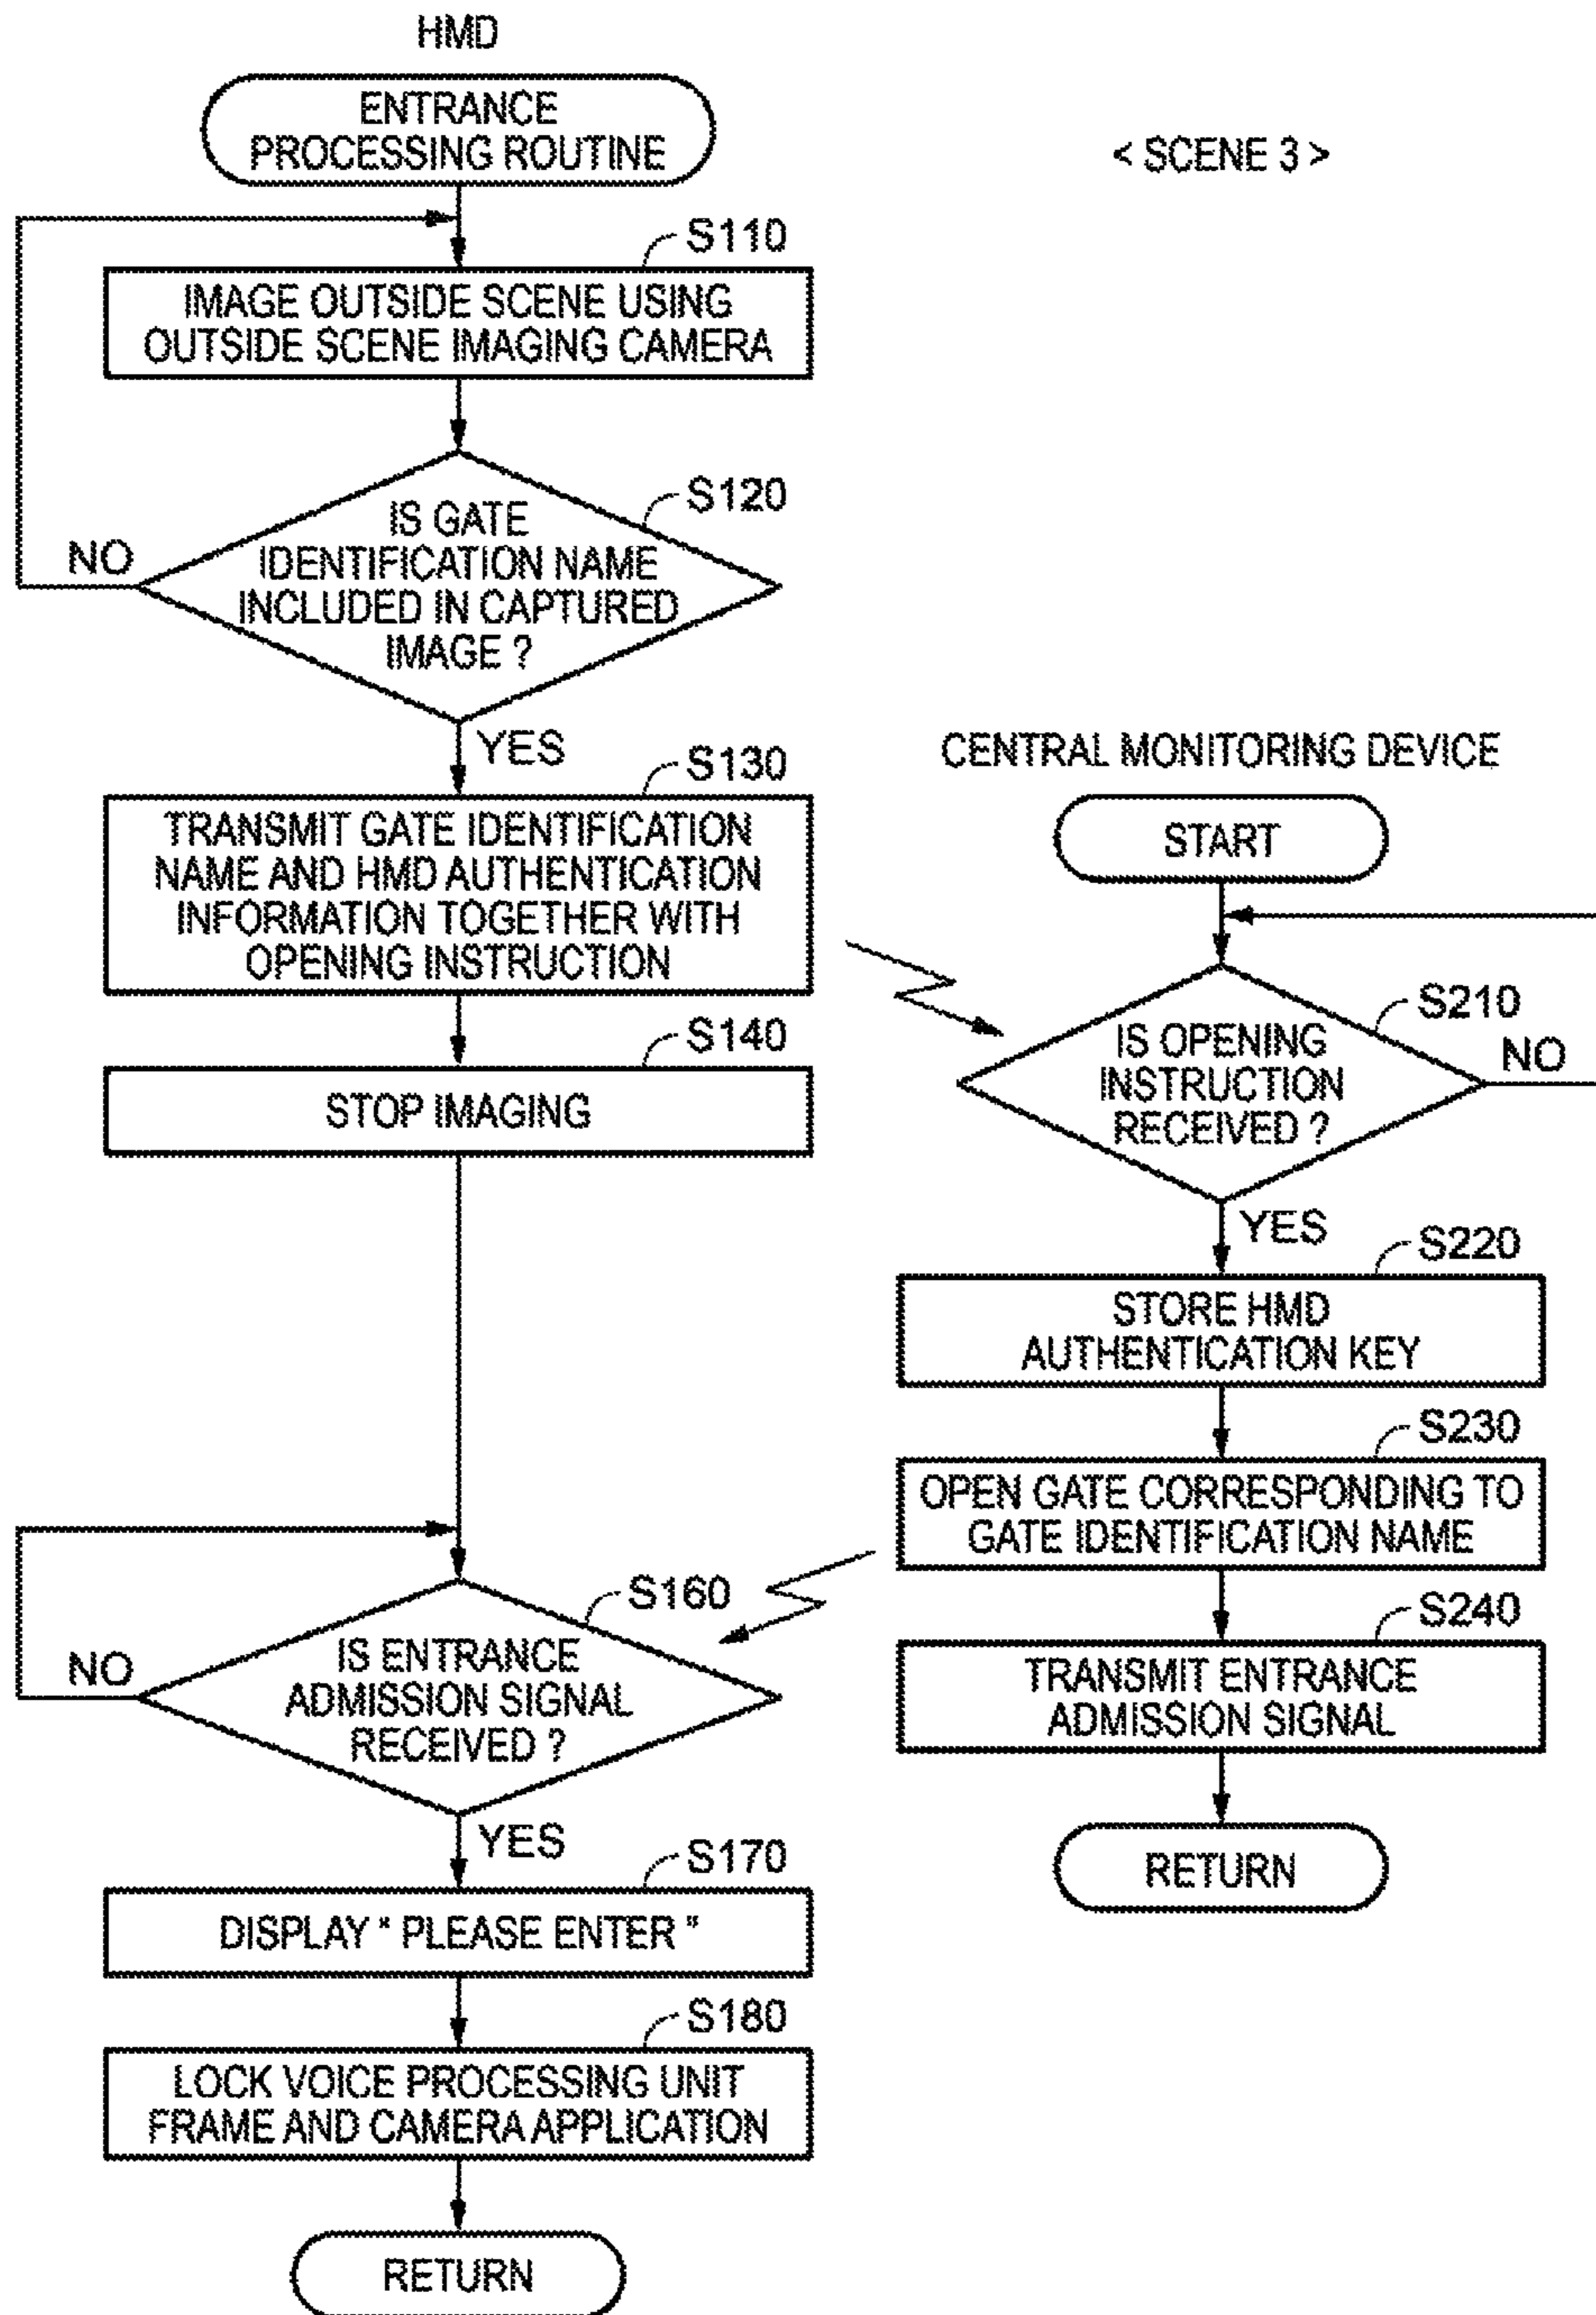 HMD
ENTRANCE
PROCESSING ROUTINE
< SCENE 3 >
S110
IMAGE OUTSIDE SCENE USING
OUTSIDE SCENE IMAGING CAMERA
S120
IS GATE
IDENTIFICATION NAME
INCLUDED IN CAPTURED
IMAGE ?
NO
YES
S130
TRANSMIT GATE IDENTIFICATION
NAME AND HMD AUTHENTICATION
INFORMATION TOGETHER WITH
OPENING INSTRUCTION
S140
STOP IMAGING
S160
IS ENTRANCE
ADMISSION SIGNAL
RECEIVED ?
NO
YES
S170
DISPLAY " PLEASE ENTER "
S180
LOCK VOICE PROCESSING UNIT
FRAME AND CAMERA APPLICATION
RETURN
CENTRAL MONITORING DEVICE
START
S210
IS OPENING
INSTRUCTION
RECEIVED ?
NO
YES
S220
STORE HMD
AUTHENTICATION KEY
S230
OPEN GATE CORRESPONDING TO
GATE IDENTIFICATION NAME
S240
TRANSMIT ENTRANCE
ADMISSION SIGNAL
RETURN